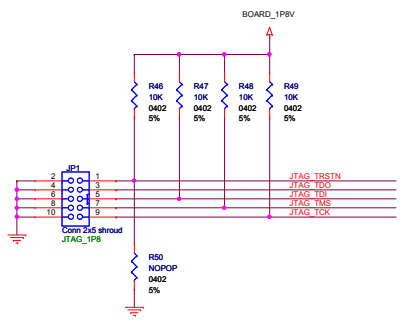 BOARD_1P8V
R46
10K
0402
5%
R47
10K
0402
5%
R48
10K
0402
5%
R49
10K
0402
5%
JP1
2 1 JTAG_TRSTN
4 3 JTAG_TDO
6 5 JTAG_TDI
8 7 JTAG_TMS
10 9 JTAG_TCK
Conn 2x5 shroud
JTAG_1P8
R50
NOPOP
0402
5%